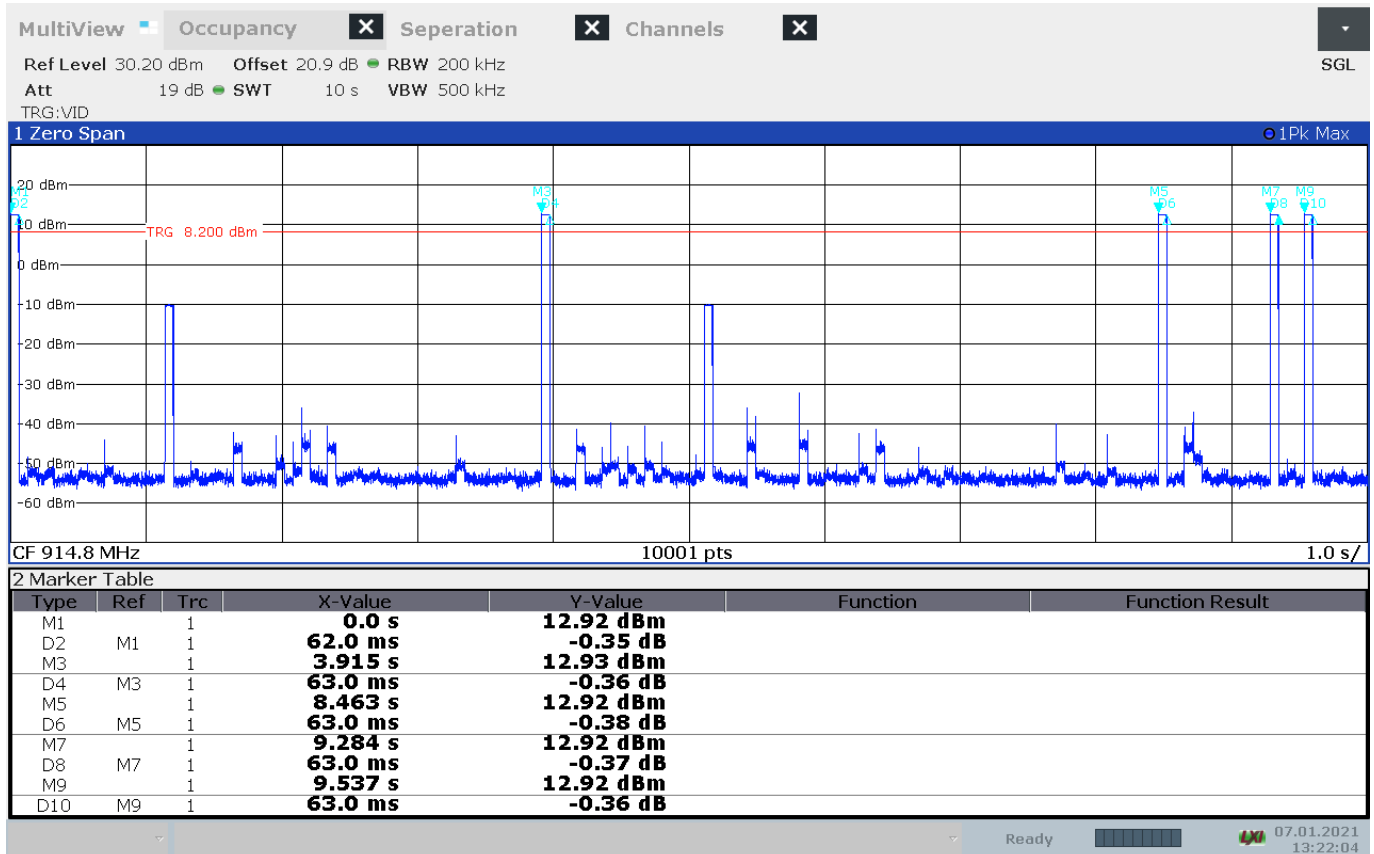 MultiView Occupancy X Seperation X Channels X
Ref Level 30.20 dBm Offset 20.9 dB RBW 200 kHz SGL
Att 19 dB SWT 10 s VBW 500 kHz
TRG:VID
1 Zero Span 1Pk Max
20 dBm
M1 M3 M5 M7 M9
D2 D4 D6 D8 D10
10 dBm
TRG 8.200 dBm
0 dBm
-10 dBm
-20 dBm
-30 dBm
-40 dBm
-50 dBm
-60 dBm
CF 914.8 MHz 10001 pts 1.0 s/
2 Marker Table
Type Ref Trc X-Value Y-Value Function Function Result
M1 1 0.0 s 12.92 dBm
D2 M1 1 62.0 ms -0.35 dB
M3 1 3.915 s 12.93 dBm
D4 M3 1 63.0 ms -0.36 dB
M5 1 8.463 s 12.92 dBm
D6 M5 1 63.0 ms -0.38 dB
M7 1 9.284 s 12.92 dBm
D8 M7 1 63.0 ms -0.37 dB
M9 1 9.537 s 12.92 dBm
D10 M9 1 63.0 ms -0.36 dB
Ready LXI 07.01.2021
13:22:04